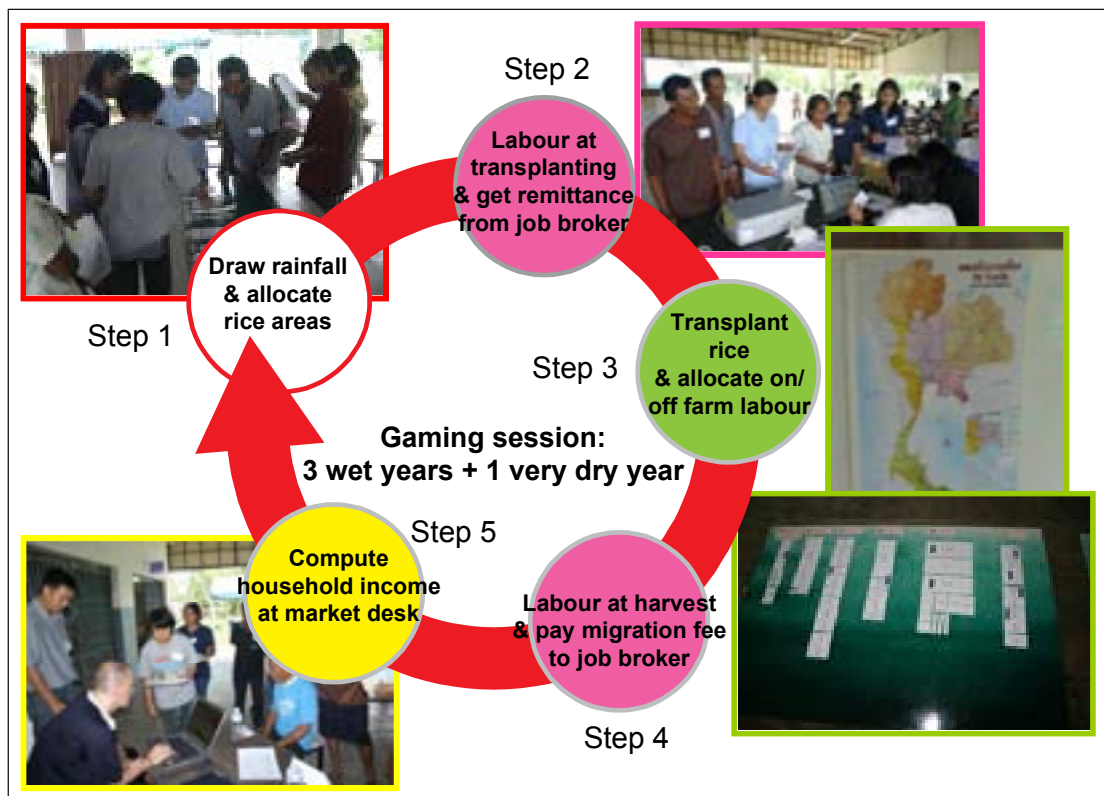 Step 1
Draw rainfall
& allocate
rice areas
Step 2
Labour at
transplanting
& get remittance
from job broker
Step 3
Transplant
rice
& allocate on/
off farm labour
Gaming session:
3 wet years + 1 very dry year
Step 4
Labour at harvest
& pay migration fee
to job broker
Step 5
Compute
household income
at market desk